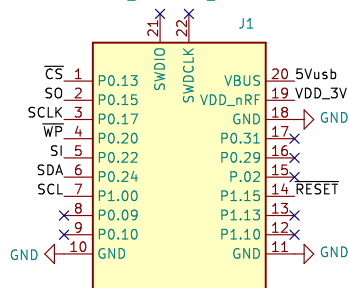 J1
21 22
SWDIO SWDCLK
CS 1 P0.13 VBUS 20 5Vusb
SO 2 P0.15 VDD_nRF 19 VDD_3V
SCLK 3 P0.17 GND 18 GND
WP 4 P0.20 P0.31 17
SI 5 P0.22 P0.29 16
SDA 6 P0.24 P.02 15
SCL 7 P1.00 P1.15 14 RESET
8 P0.09 P1.13 13
9 P0.10 P1.10 12
GND 10 GND GND 11 GND